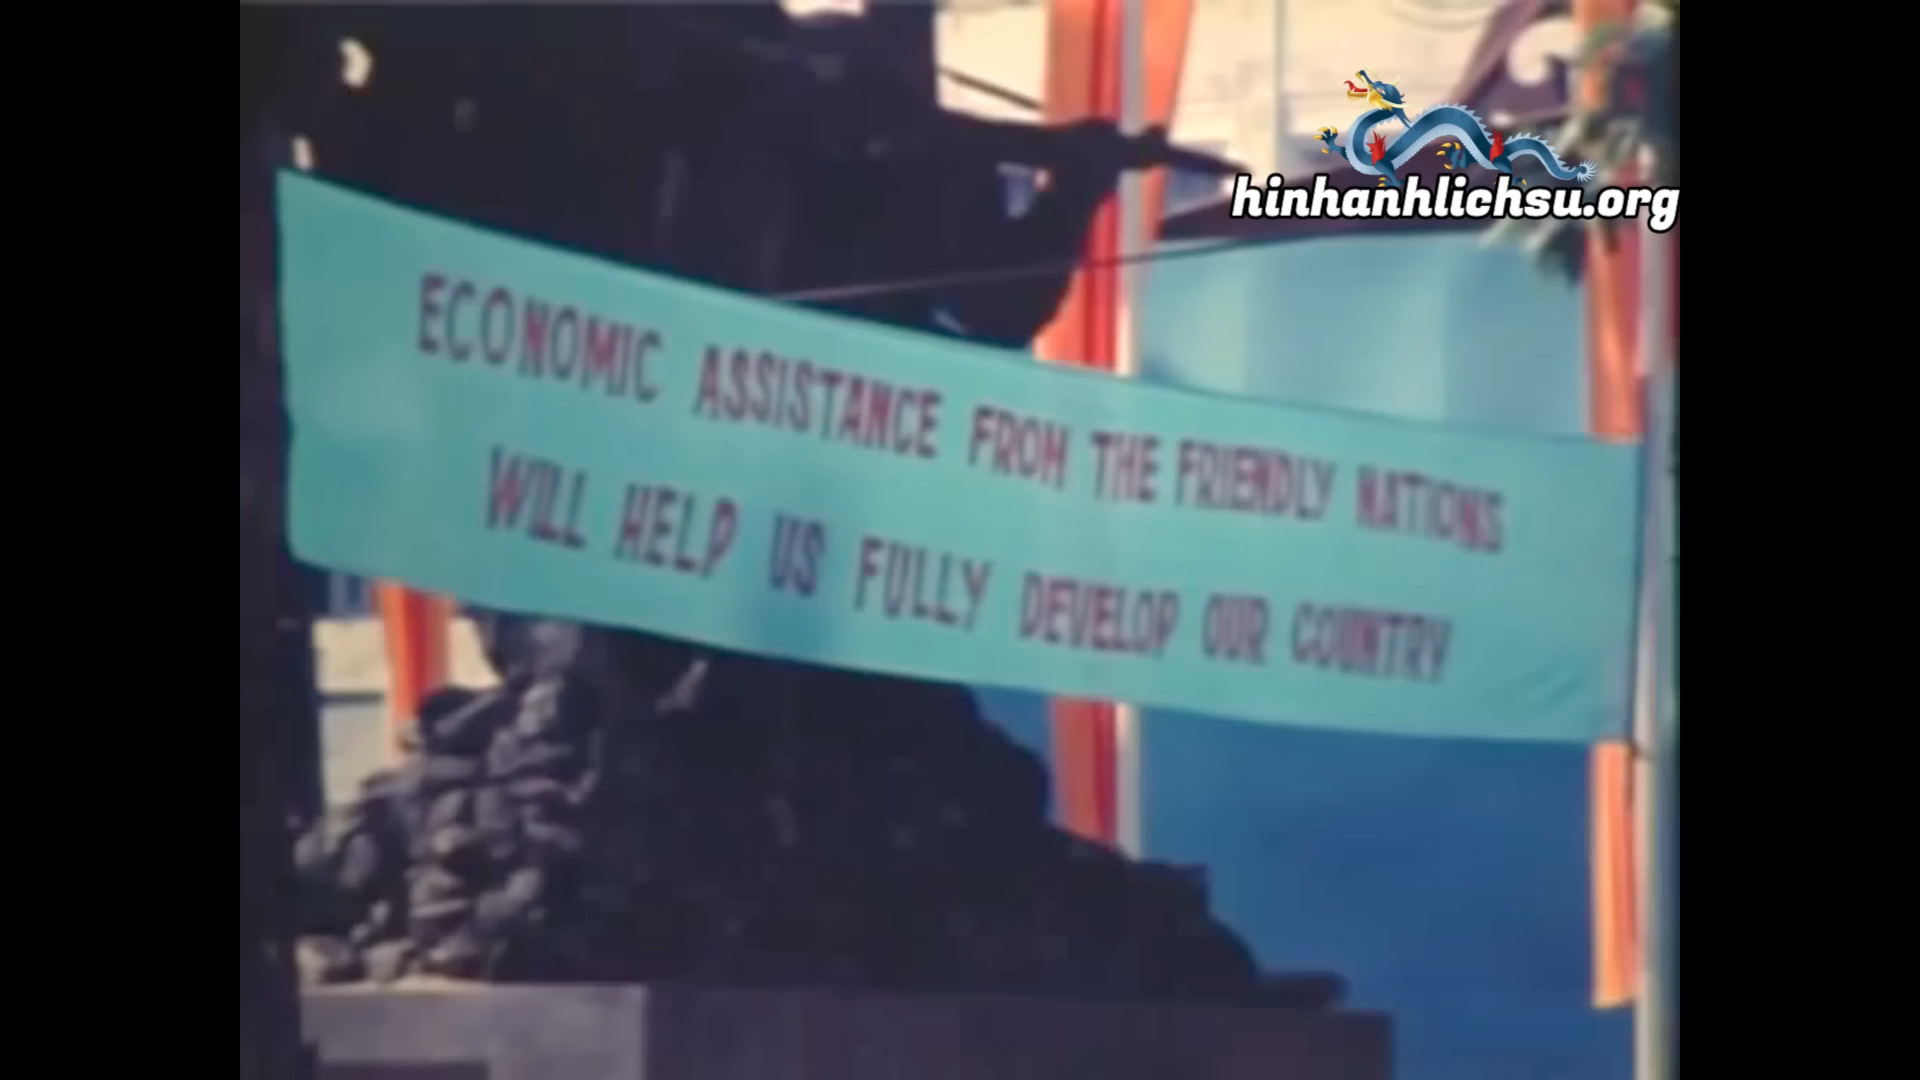 hinhanhlichsu.org
ECONOMIC ASSISTANCE FROM THE FRIENDLY NATIONS
WILL HELP US FULLY DEVELOP OUR COUNTRY